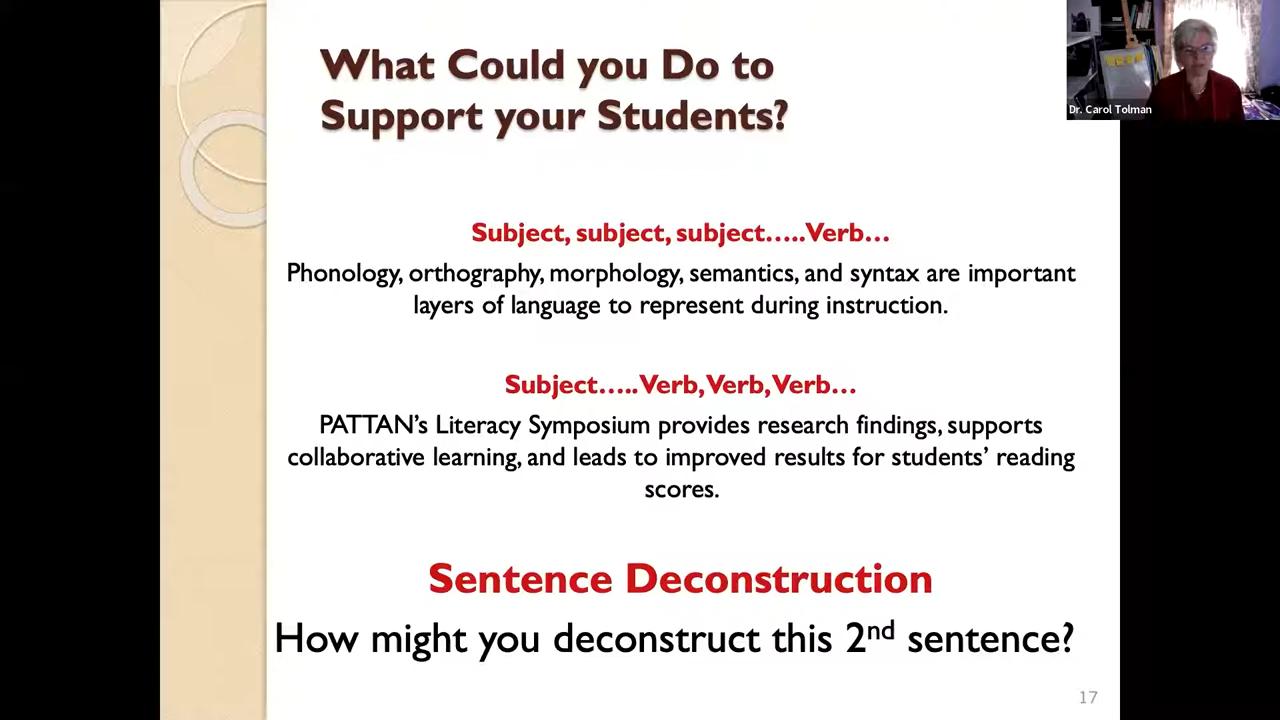 What Could you Do to
Support your Students?
Dr. Carol Tolman
Subject, subject, subject…..Verb…
Phonology, orthography, morphology, semantics, and syntax are important
layers of language to represent during instruction.
Subject…..Verb, Verb, Verb…
PATTAN’s Literacy Symposium provides research findings, supports
collaborative learning, and leads to improved results for students’ reading
scores.
Sentence Deconstruction
How might you deconstruct this 2nd sentence?
17